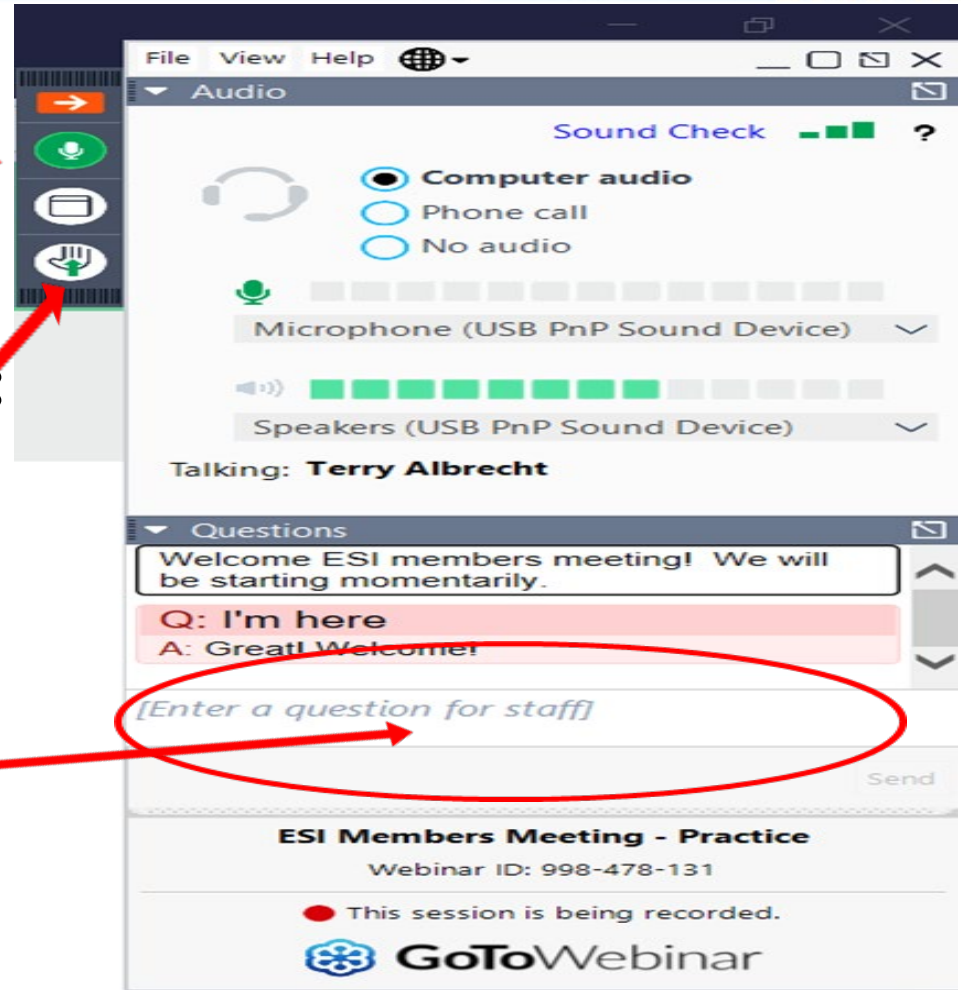 File View Help
Audio
Sound Check ?
Computer audio
Phone call
No audio
Microphone (USB PnP Sound Device)
Speakers (USB PnP Sound Device)
Talking: Terry Albrecht
Questions
Welcome ESI members meeting! We will
be starting momentarily.
Q: I'm here
A: Great! Welcome!
[Enter a question for staff]
Send
ESI Members Meeting - Practice
Webinar ID: 998-478-131
This session is being recorded.
GoToWebinar